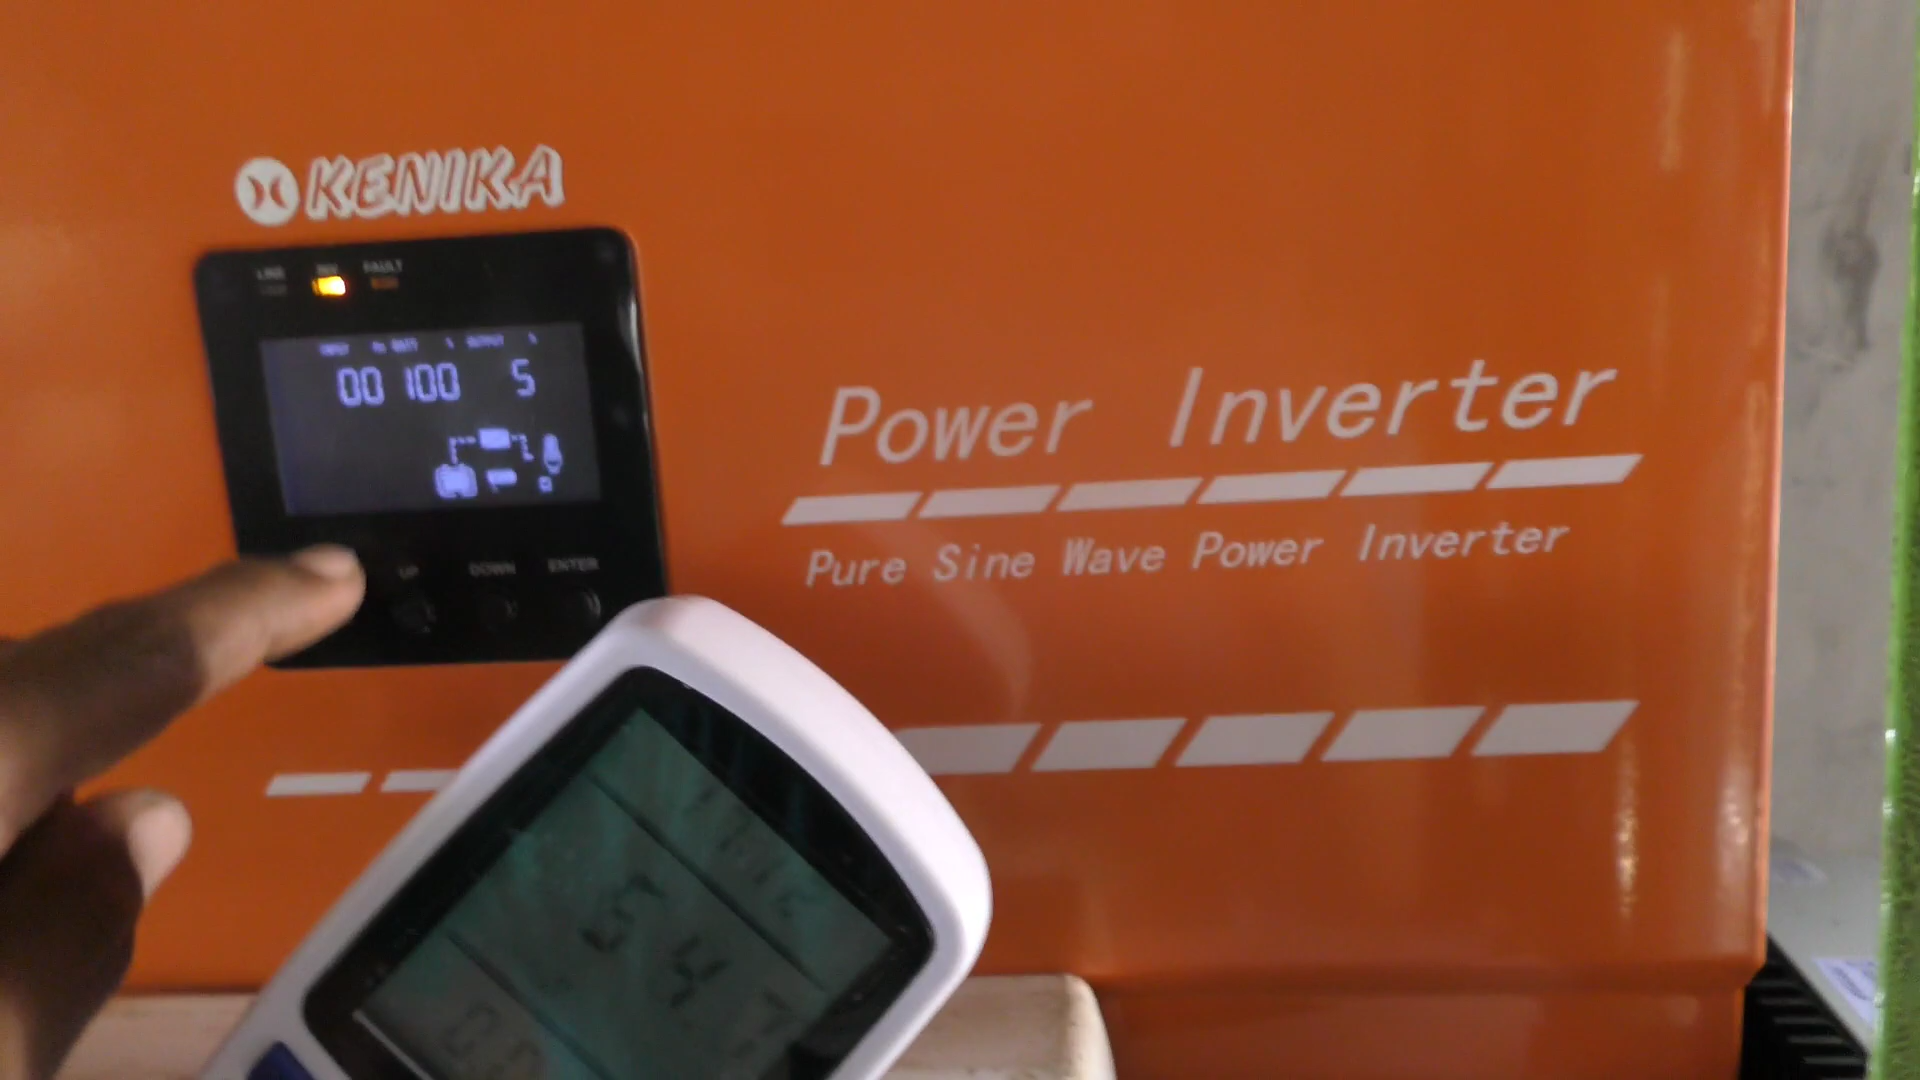 KENIKA
LINE INV FAULT
INPUT Hz BATT % OUTPUT %
00 100 5
UP DOWN ENTER
Power Inverter
Pure Sine Wave Power Inverter